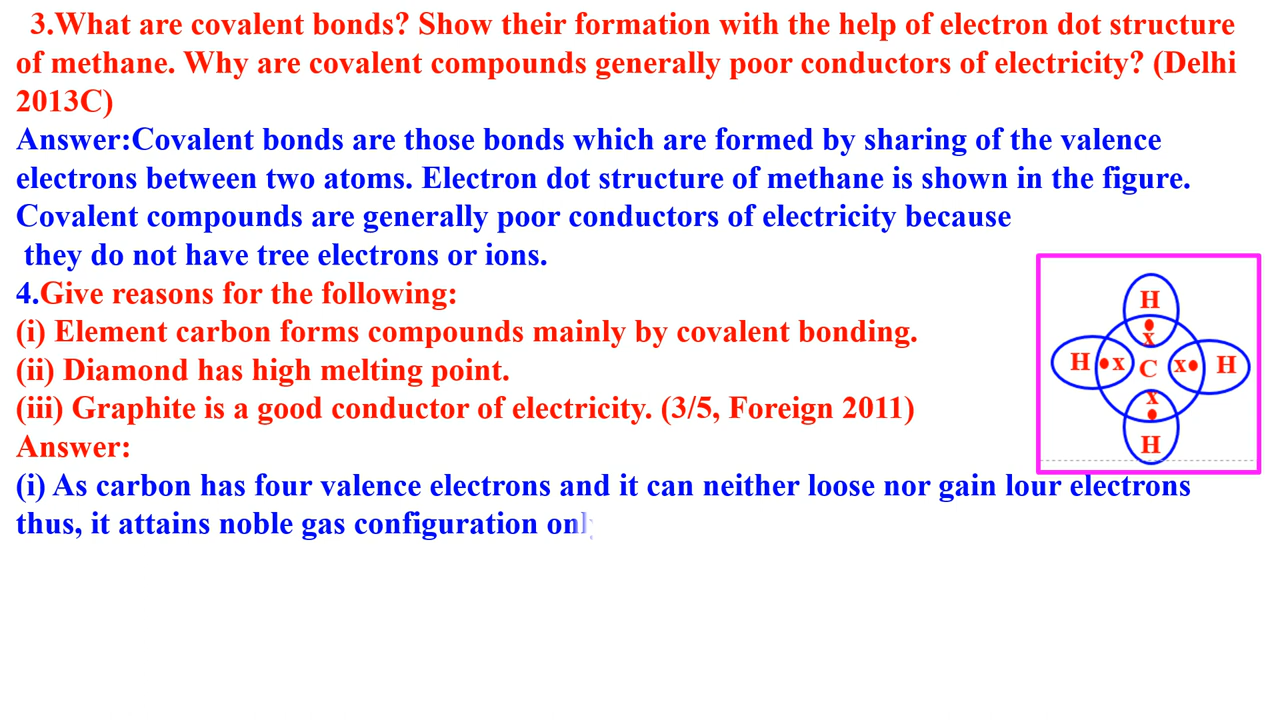 3.What are covalent bonds? Show their formation with the help of electron dot structure
of methane. Why are covalent compounds generally poor conductors of electricity? (Delhi
2013C)
Answer:Covalent bonds are those bonds which are formed by sharing of the valence
electrons between two atoms. Electron dot structure of methane is shown in the figure.
Covalent compounds are generally poor conductors of electricity because
they do not have tree electrons or ions.
4.Give reasons for the following:
(i) Element carbon forms compounds mainly by covalent bonding.
(ii) Diamond has high melting point.
(iii) Graphite is a good conductor of electricity. (3/5, Foreign 2011)
Answer:
(i) As carbon has four valence electrons and it can neither loose nor gain lour electrons
thus, it attains noble gas configuration only
H
x
H x C x H
x
H